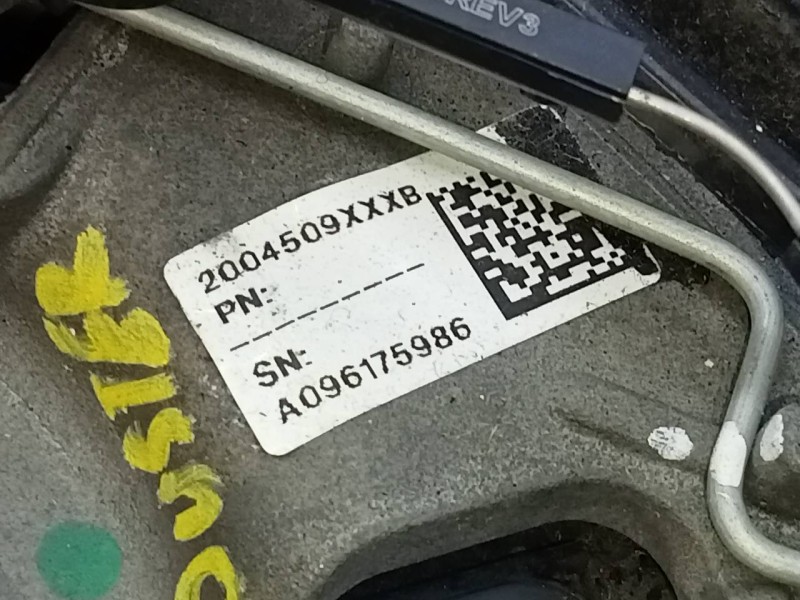 REV3
2004509XXXB
PN:
------------------
SN:
A096175986